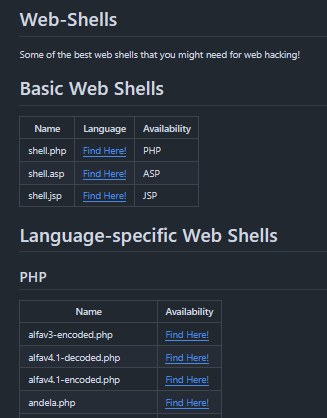 Web-Shells
Some of the best web shells that you might need for web hacking!
Basic Web Shells
Name Language Availability
shell.php Find Here! PHP
shell.asp Find Here! ASP
shell.jsp Find Here! JSP
Language-specific Web Shells
PHP
Name Availability
alfav3-encoded.php Find Here!
alfav4.1-decoded.php Find Here!
alfav4.1-encoded.php Find Here!
andela.php Find Here!